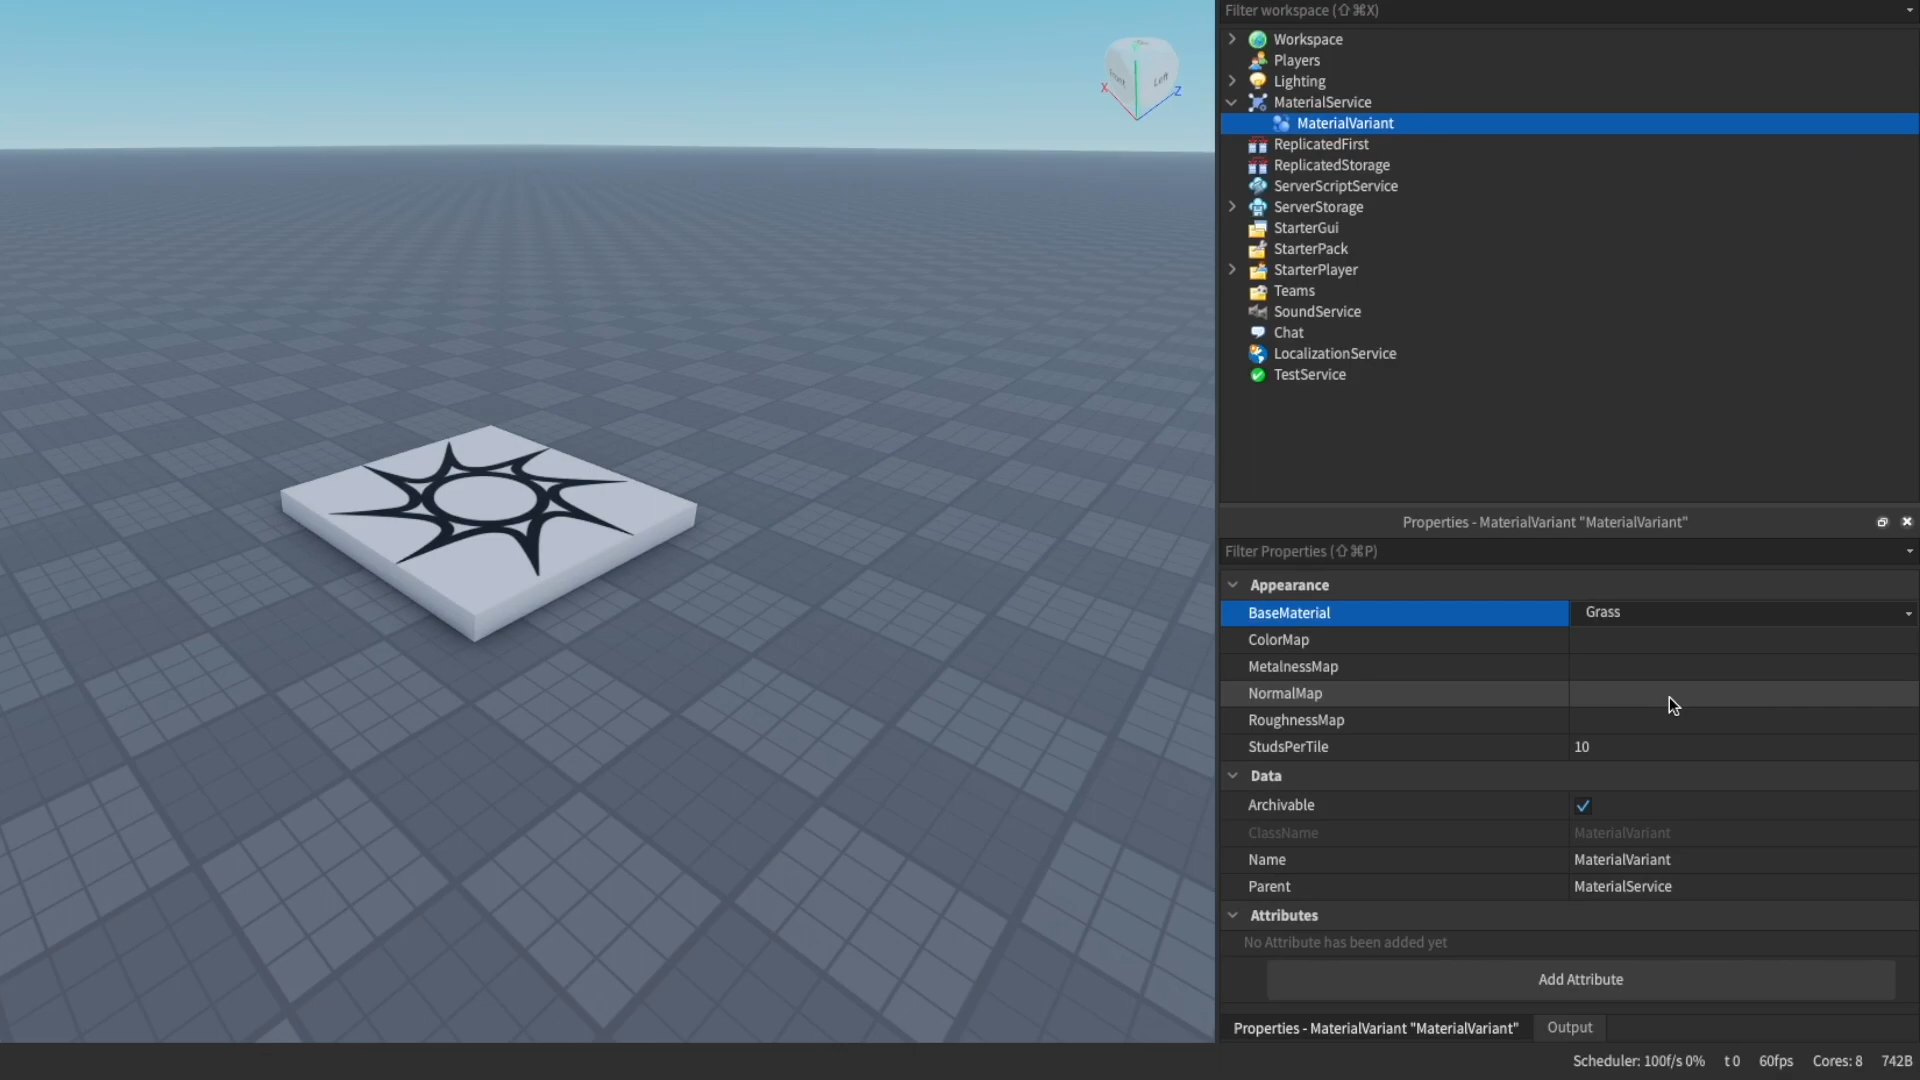 Filter workspace (⇧⌘X)
Workspace
Players
Lighting
MaterialService
MaterialVariant
ReplicatedFirst
ReplicatedStorage
ServerScriptService
ServerStorage
StarterGui
StarterPack
StarterPlayer
Teams
SoundService
Chat
LocalizationService
TestService
X
Left
Z
Properties - MaterialVariant "MaterialVariant"
Filter Properties (⇧⌘P)
Appearance
BaseMaterial Grass
ColorMap
MetalnessMap
NormalMap
RoughnessMap
StudsPerTile 10
Data
Archivable
ClassName MaterialVariant
Name MaterialVariant
Parent MaterialService
Attributes
No Attribute has been added yet
Add Attribute
Properties - MaterialVariant "MaterialVariant" Output
Scheduler: 100f/s 0% t 0 60fps Cores: 8 742B